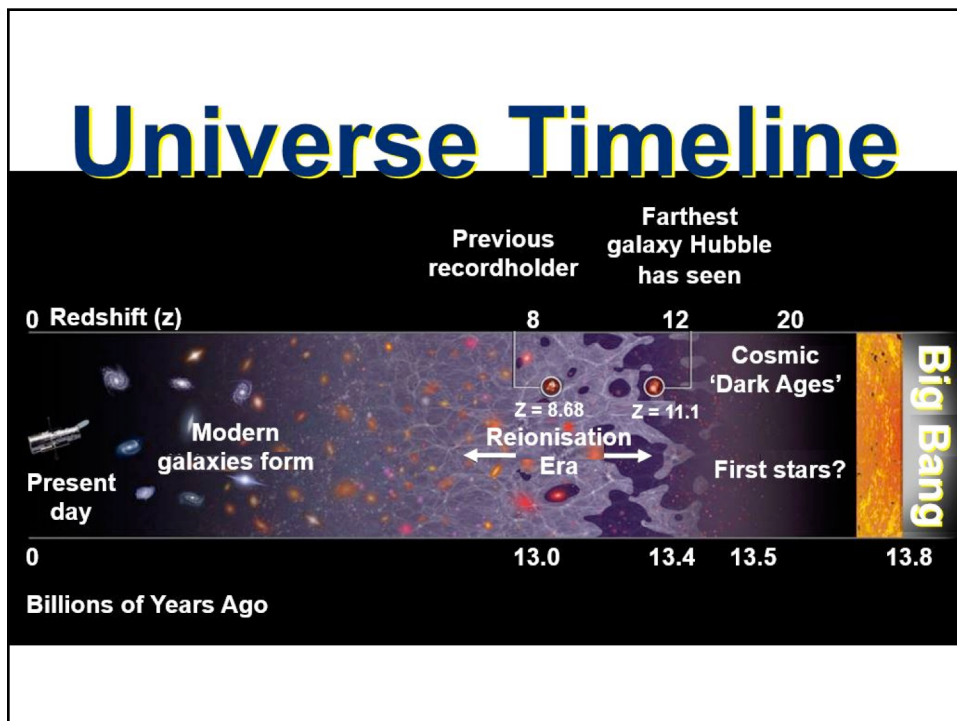 Universe Timeline
Previous
recordholder
Farthest
galaxy Hubble
has seen
0 Redshift (z) 8 12 20
Cosmic
'Dark Ages'
Z = 8.68 Z = 11.1
Modern
galaxies form
Reionisation
Era
Present
day
First stars?
Big Bang
0 13.0 13.4 13.5 13.8
Billions of Years Ago